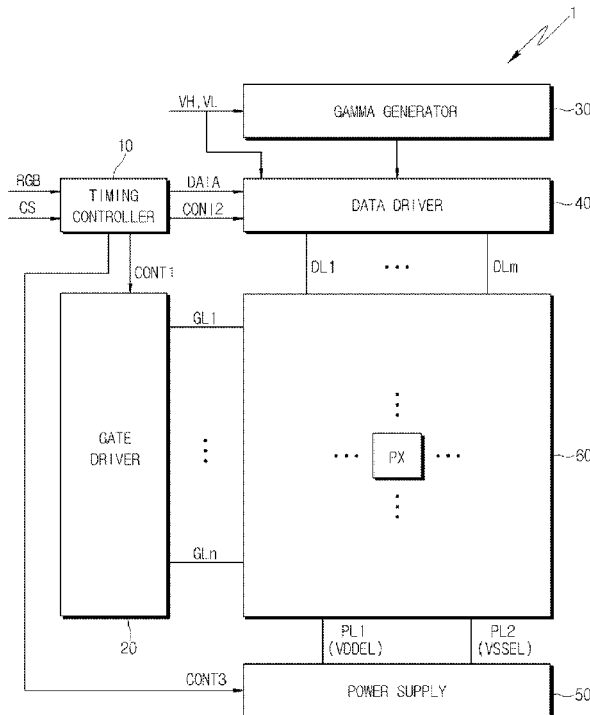 1
VH, VL
GAMMA GENERATOR
30
10
RGB
CS
TIMING
CONTROLLER
DATA
CONT2
DATA DRIVER
40
CONT1
DL1
...
DLm
GL1
GATE
DRIVER
GLn
PX
60
20
PL1
(VDDEL)
PL2
(VSSEL)
CONT3
POWER SUPPLY
50